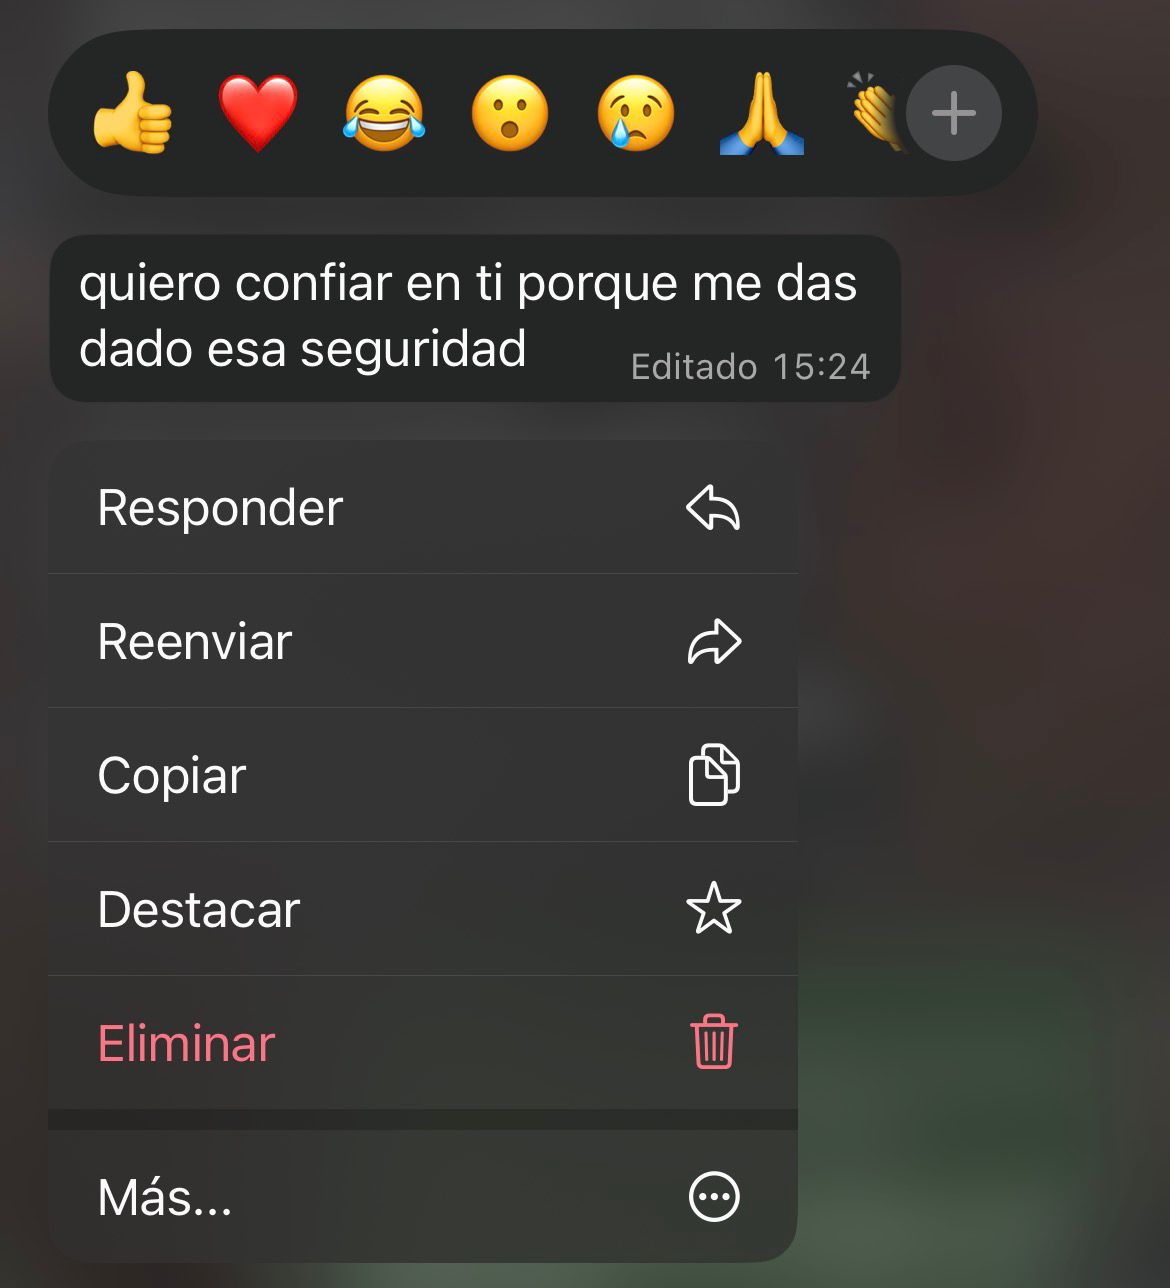 quiero confiar en ti porque me das
dado esa seguridad
Editado 15:24
Responder
Reenviar
Copiar
Destacar
Eliminar
Más...